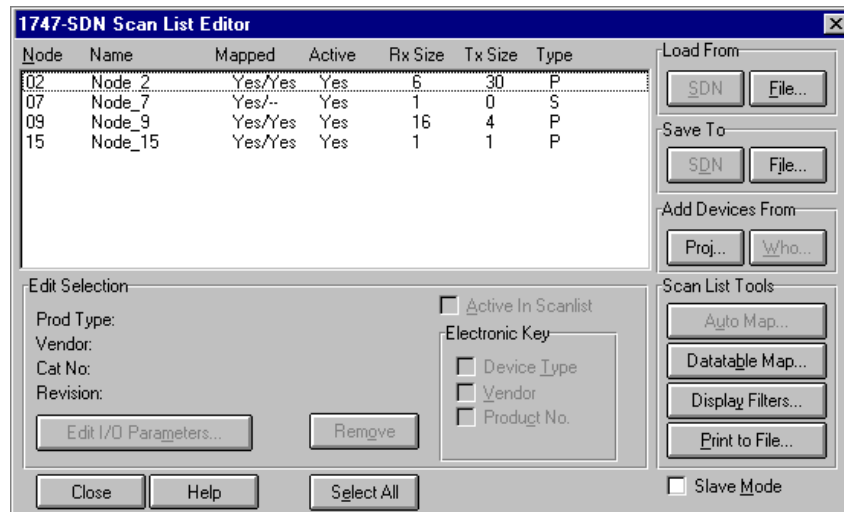 1747-SDN Scan List Editor
Node Name Mapped Active Rx Size Tx Size Type
02 Node_2 Yes/Yes Yes 6 30 P
07 Node_7 Yes/-- Yes 1 0 S
09 Node_9 Yes/Yes Yes 16 4 P
15 Node_15 Yes/Yes Yes 1 1 P
Load From
SDN File...
Save To
SDN File...
Add Devices From
Proj... Who...
Edit Selection
Prod Type:
Vendor:
Cat No:
Revision:
Edit I/O Parameters... Remove
Active In Scanlist
Electronic Key
Device Type
Vendor
Product No.
Scan List Tools
Auto Map...
Datatable Map...
Display Filters...
Print to File...
Close Help Select All
Slave Mode